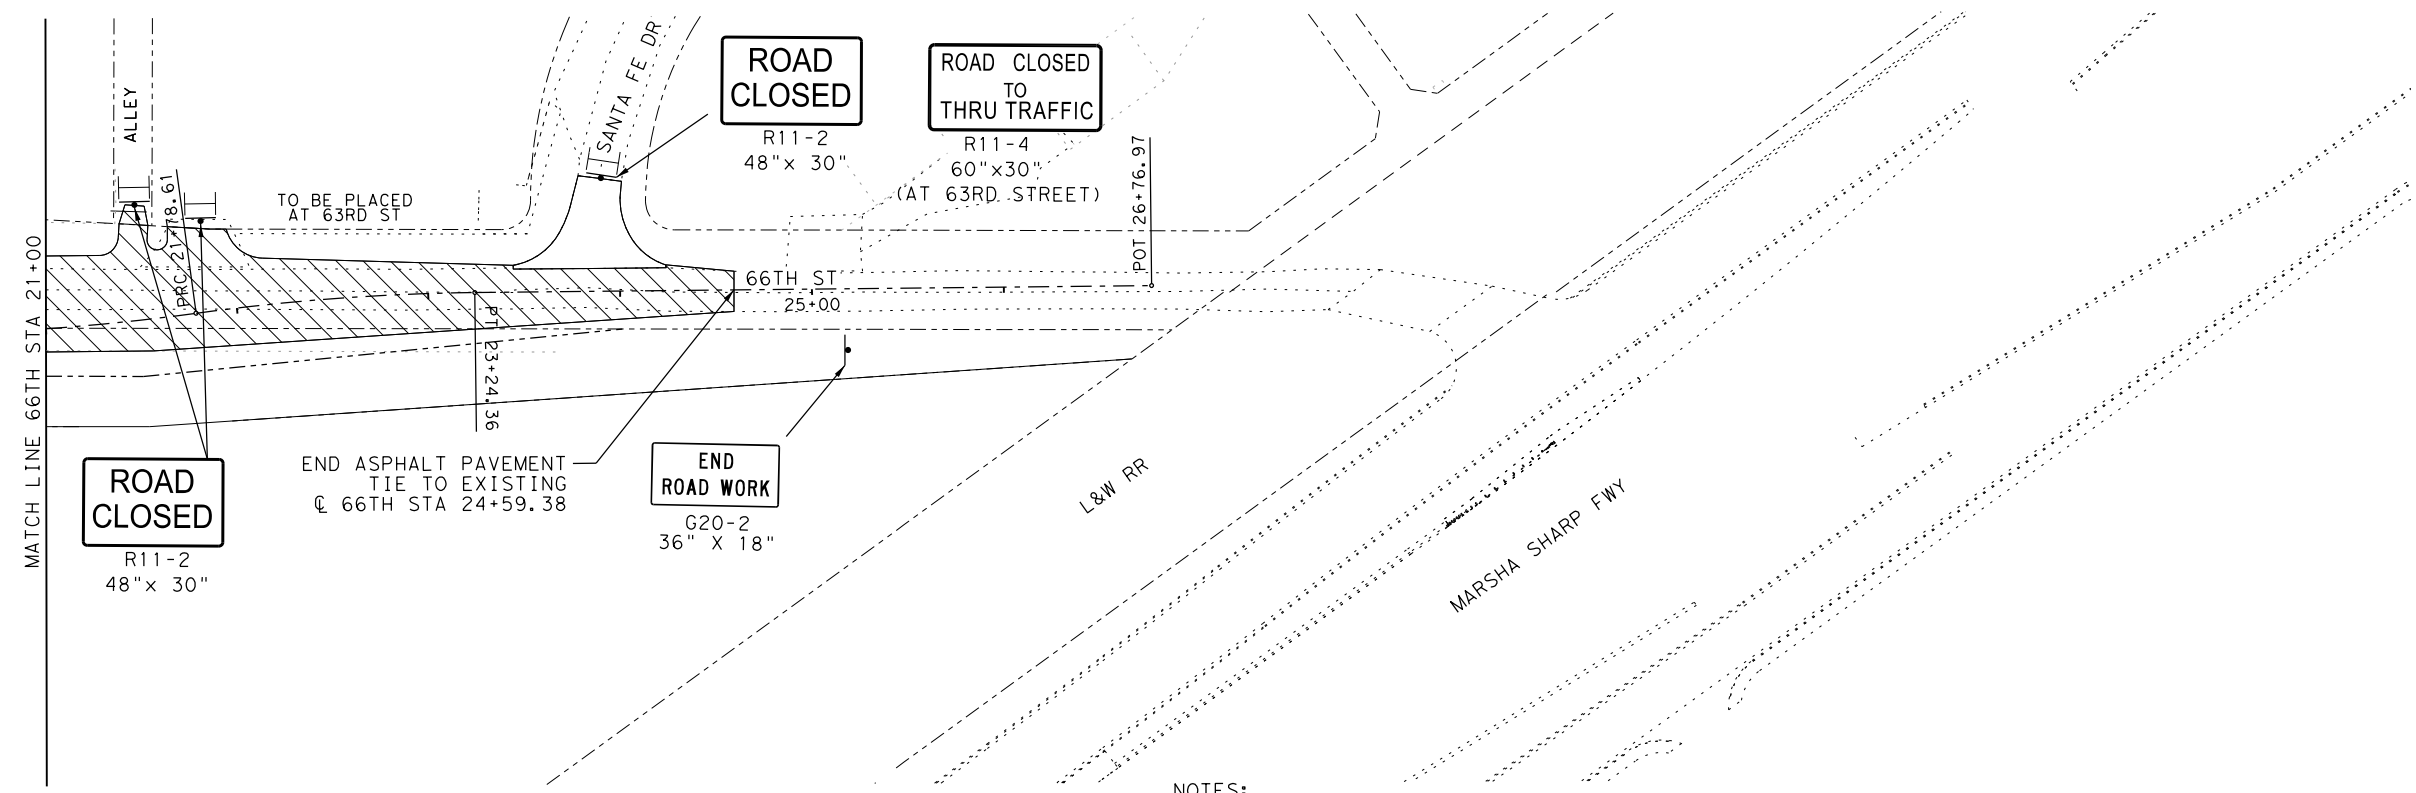 ALLEY
SANTA FE DR
ROAD
CLOSED
R11-2
48"x 30"
ROAD CLOSED
TO
THRU TRAFFIC
R11-4
60"x30"
(AT 63RD STREET)
POT 26+76.97
PRC 21+78.61
TO BE PLACED
AT 63RD ST
MATCH LINE 66TH STA 21+00
66TH ST
25+00
PT 23+24.36
END ASPHALT PAVEMENT
TIE TO EXISTING
℄ 66TH STA 24+59.38
END
ROAD WORK
G20-2
36" X 18"
ROAD
CLOSED
R11-2
48"x 30"
L&W RR
MARSHA SHARP FWY
NOTES: